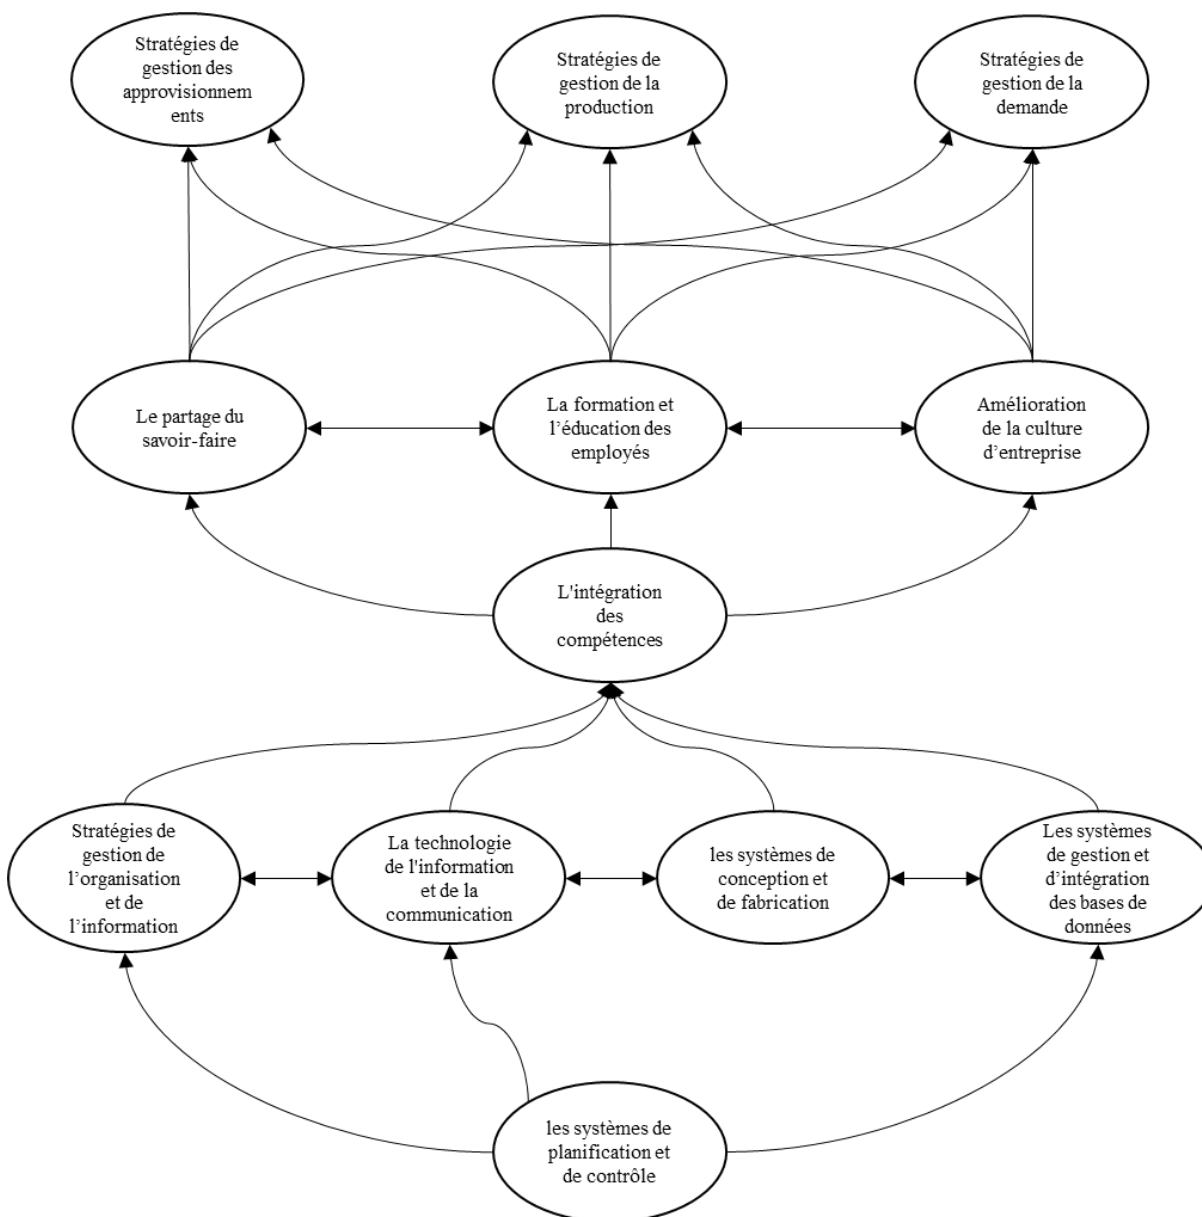 Stratégies de
gestion des
approvisionnem
ents
Stratégies de
gestion de la
production
Stratégies de
gestion de la
demande
Le partage du
savoir-faire
La formation et
l’éducation des
employés
Amélioration
de la culture
d’entreprise
L'intégration
des
compétences
Stratégies de
gestion de
l’organisation
et de
l’information
La technologie
de l'information
et de la
communication
les systèmes de
conception et
de fabrication
Les systèmes
de gestion et
d’intégration
des bases de
données
les systèmes de
planification et
de contrôle